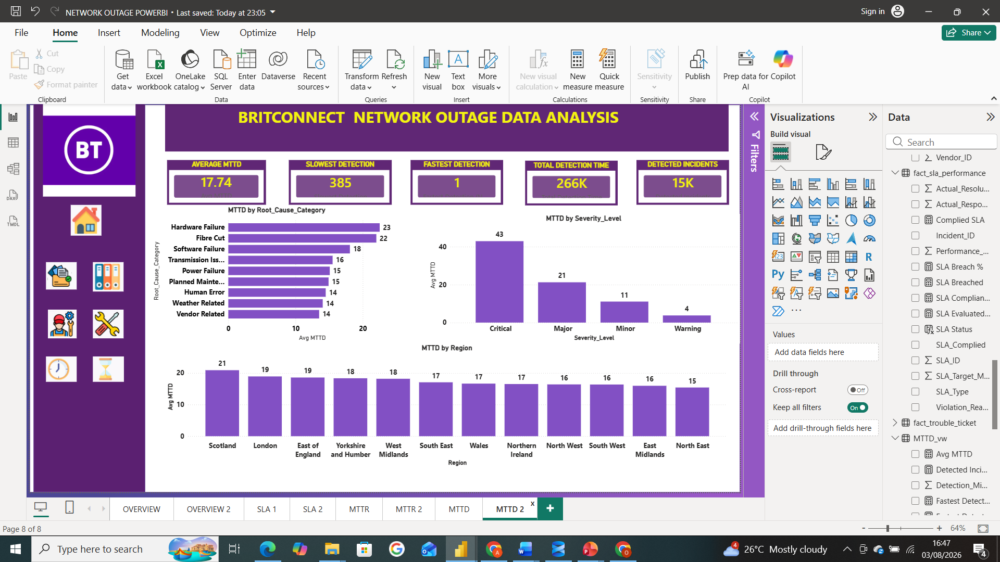 NETWORK OUTAGE POWERBI • Last saved: Today at 23:05
Sign in
File
Home
Insert
Modeling
View
Optimize
Help
Share
Paste
Cut
Copy
Format painter
Clipboard
Get data
Excel workbook
OneLake catalog
SQL Server
Enter data
Dataverse
Recent sources
Data
Transform data
Refresh
Queries
New visual
Text box
More visuals
Insert
New visual calculation
New measure
Quick measure
Calculations
Sensitivity
Sensitivity
Publish
Share
Prep data for AI
Copilot
Copilot
BT
BRITCONNECT NETWORK OUTAGE DATA ANALYSIS
AVERAGE MTTD
17.74
SLOWEST DETECTION
385
FASTEST DETECTION
1
TOTAL DETECTION TIME
266K
DETECTED INCIDENTS
15K
MTTD by Root_Cause_Category
Root_Cause_Category
Hardware Failure 23
Fibre Cut 22
Software Failure 18
Transmission Iss... 16
Power Failure 15
Planned Mainte... 15
Human Error 14
Weather Related 14
Vendor Related 14
0 10 20
Avg MTTD
MTTD by Severity_Level
Avg MTTD
40
20
0
43
21
11
4
Critical Major Minor Warning
Severity_Level
MTTD by Region
Avg MTTD
20
10
0
21 19 19 18 18 17 17 17 16 16 16 15
Scotland
London
East of England
Yorkshire and Humber
West Midlands
South East
Wales
Northern Ireland
North West
South West
East Midlands
North East
Region
Filters
Visualizations
Build visual
123
R
Py
Values
Add data fields here
Drill through
Cross-report
Off
Keep all filters
On
Add drill-through fields here
Data
Search
Vendor_ID
fact_sla_performance
Actual_Resolu...
Actual_Respo...
Complied SLA
Incident_ID
Performance_...
SLA Breach %
SLA Breached
SLA Complian...
SLA Evaluated...
SLA Status
SLA_Complied
SLA_ID
SLA_Target_M...
SLA_Type
Violation_Rea...
fact_trouble_ticket
MTTD_vw
Avg MTTD
Detected Inci...
Detection_Mi...
Fastest Detect...
OVERVIEW
OVERVIEW 2
SLA 1
SLA 2
MTTR
MTTR 2
MTTD
MTTD 2
x
+
Page 8 of 8
- + 64%
Type here to search
4
26°C Mostly cloudy
16:47
03/08/2026
4